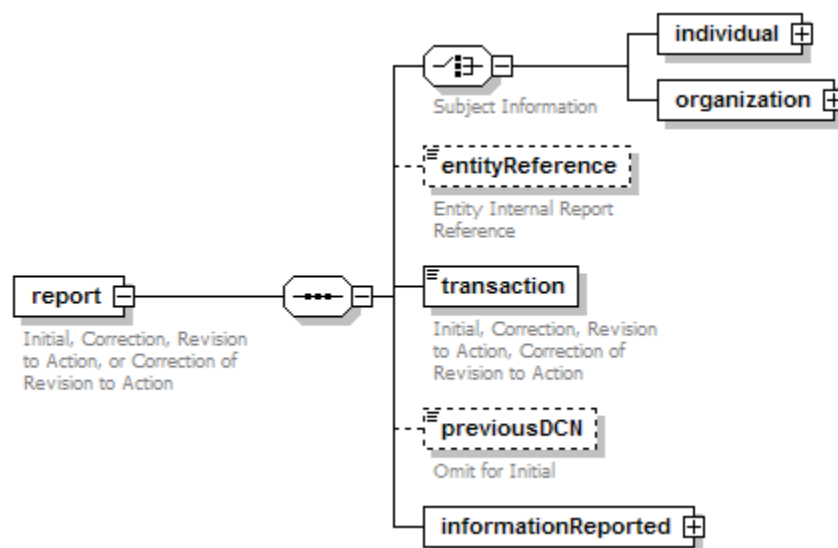 individual
Subject Information
organization
entityReference
Entity Internal Report
Reference
report
Initial, Correction, Revision
to Action, or Correction of
Revision to Action
transaction
Initial, Correction, Revision
to Action, Correction of
Revision to Action
previousDCN
Omit for Initial
informationReported